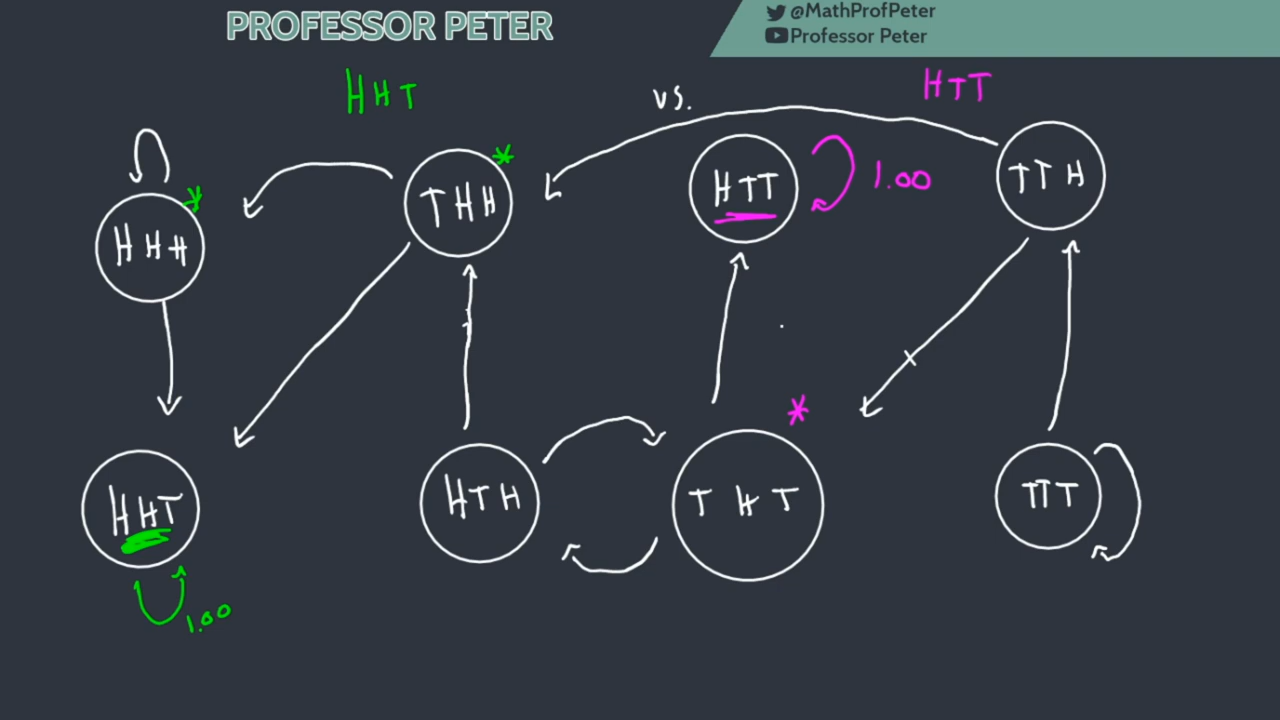 PROFESSOR PETER
@MathProfPeter
Professor Peter
HHT
vs.
HTT
HHH
THH
HTT
1.00
TTH
HHT
1.00
HTH
THT
TTT